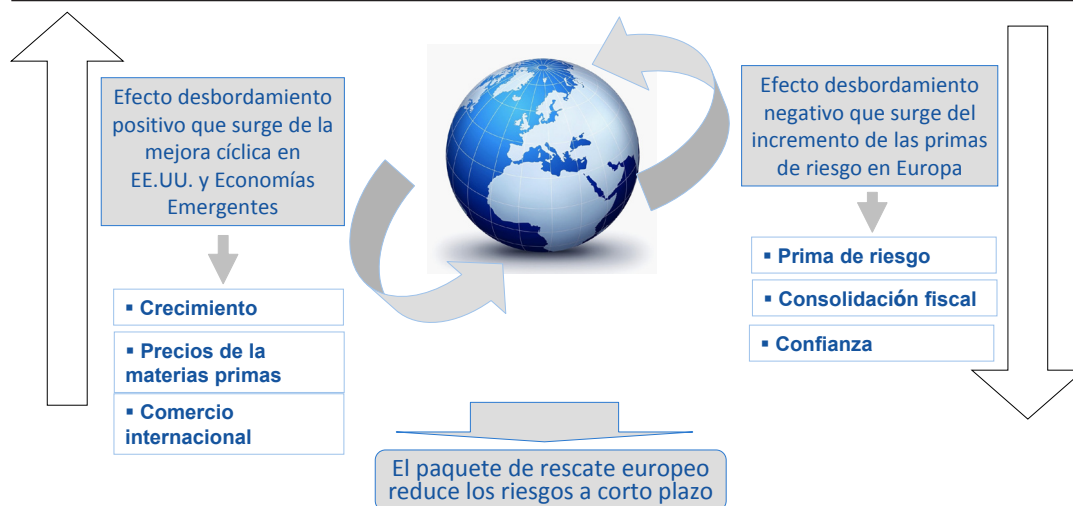 Efecto desbordamiento
positivo que surge de la
mejora cíclica en
EE.UU. y Economías
Emergentes
▪ Crecimiento
▪ Precios de la
materias primas
▪ Comercio
internacional
Efecto desbordamiento
negativo que surge del
incremento de las primas
de riesgo en Europa
▪ Prima de riesgo
▪ Consolidación fiscal
▪ Confianza
El paquete de rescate europeo
reduce los riesgos a corto plazo